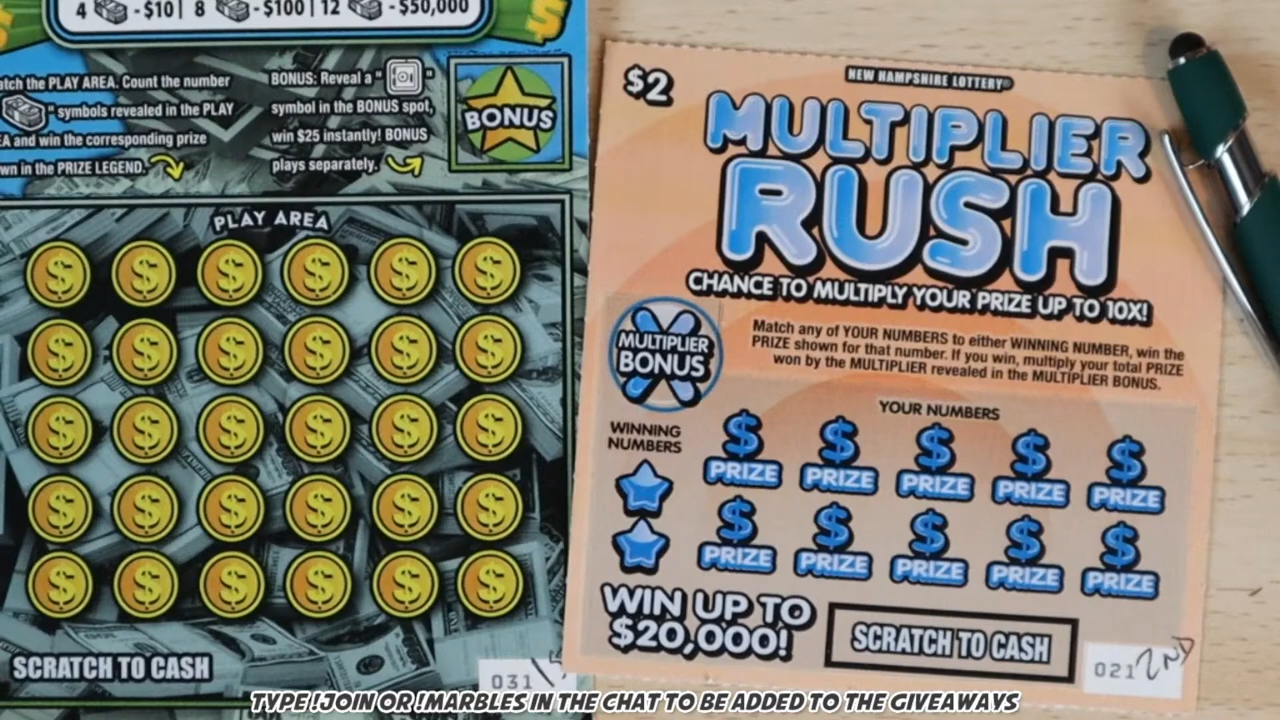 4 - $10 | 8 - $100 | 12 - $50,000
atch the PLAY AREA. Count the number
" symbols revealed in the PLAY
EA and win the corresponding prize
wn in the PRIZE LEGEND.
BONUS: Reveal a " "
symbol in the BONUS spot,
win $25 instantly! BONUS
plays separately.
BONUS
PLAY AREA
$ $ $ $ $ $
$ $ $ $ $ $
$ $ $ $ $ $
$ $ $ $ $ $
$ $ $ $ $ $
SCRATCH TO CASH
031
$2
NEW HAMPSHIRE LOTTERY®
MULTIPLIER
RUSH
CHANCE TO MULTIPLY YOUR PRIZE UP TO 10X!
MULTIPLIER
BONUS
Match any of YOUR NUMBERS to either WINNING NUMBER, win the
PRIZE shown for that number. If you win, multiply your total PRIZE
won by the MULTIPLIER revealed in the MULTIPLIER BONUS.
YOUR NUMBERS
WINNING
NUMBERS
$ $ $ $ $
PRIZE PRIZE PRIZE PRIZE PRIZE
$ $ $ $ $
PRIZE PRIZE PRIZE PRIZE PRIZE
WIN UP TO
$20,000!
SCRATCH TO CASH
021 2ND
TYPE !JOIN OR !MARBLES IN THE CHAT TO BE ADDED TO THE GIVEAWAYS